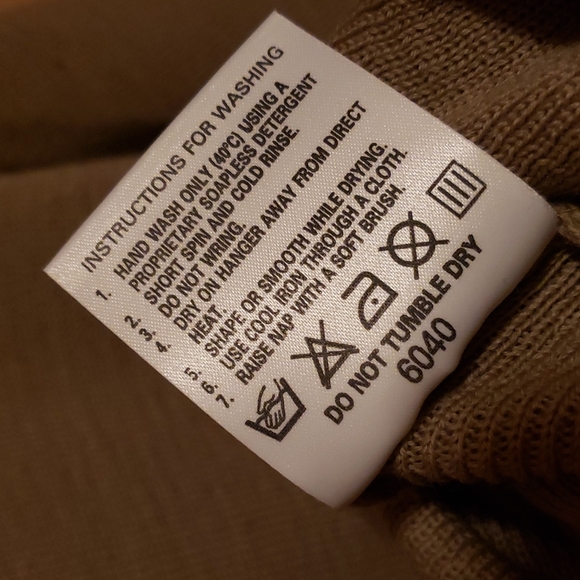 INSTRUCTIONS FOR WASHING
1. HAND WASH ONLY (40°C) USING A
PROPRIETARY SOAPLESS DETERGENT
2. SHORT SPIN AND COLD RINSE.
3. DO NOT WRING.
4. DRY ON HANGER AWAY FROM DIRECT
HEAT.
5. SHAPE OR SMOOTH WHILE DRYING.
6. USE COOL IRON THROUGH A CLOTH.
7. RAISE NAP WITH A SOFT BRUSH.
DO NOT TUMBLE DRY
6040